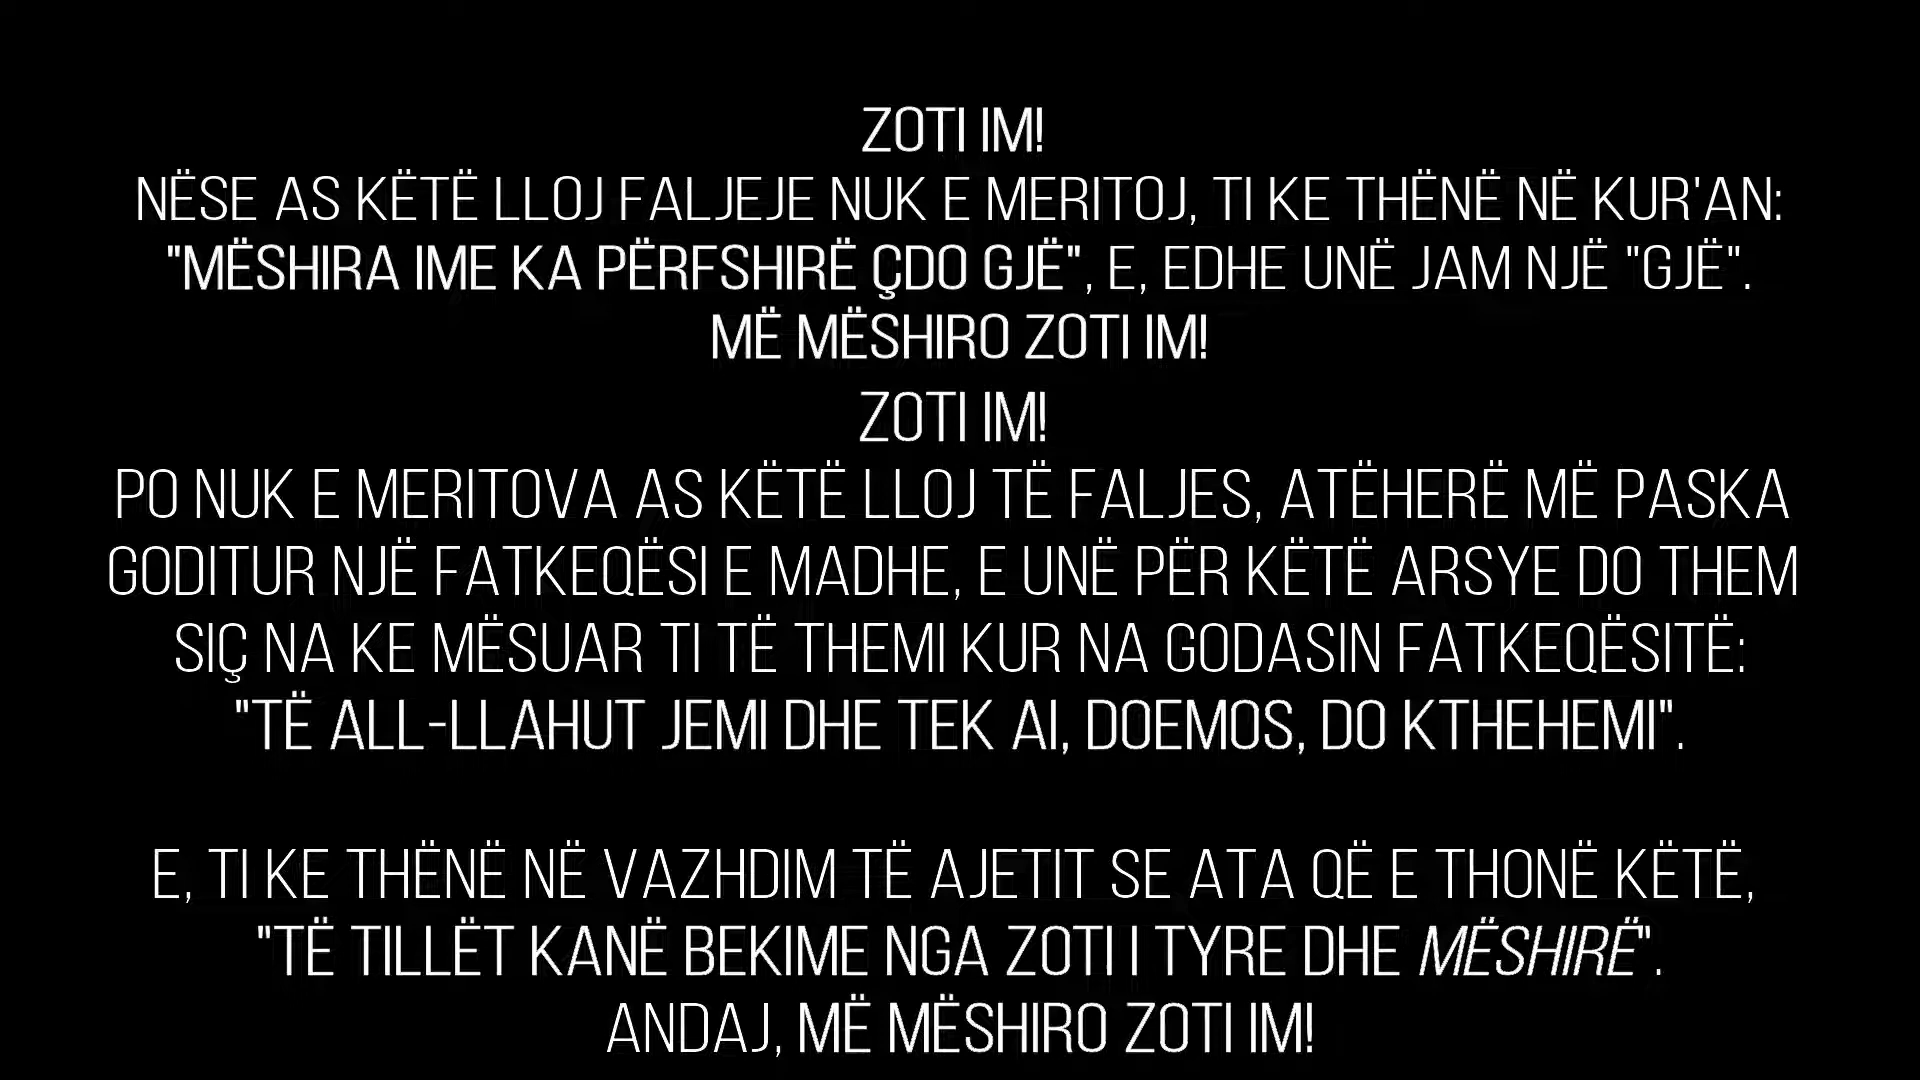 ZOTI IM!
NËSE AS KËTË LLOJ FALJEJE NUK E MERITOJ, TI KE THËNË NË KUR'AN:
"MËSHIRA IME KA PËRFSHIRË ÇDO GJË", E, EDHE UNË JAM NJË "GJË".
MË MËSHIRO ZOTI IM!
ZOTI IM!
PO NUK E MERITOVA AS KËTË LLOJ TË FALJES, ATËHERË MË PASKA
GODITUR NJË FATKEQËSI E MADHE, E UNË PËR KËTË ARSYE DO THEM
SIÇ NA KE MËSUAR TI TË THEMI KUR NA GODASIN FATKEQËSITË:
"TË ALL-LLAHUT JEMI DHE TEK AI, DOEMOS, DO KTHEHEMI".
E, TI KE THËNË NË VAZHDIM TË AJETIT SE ATA QË E THONË KËTË,
"TË TILLËT KANË BEKIME NGA ZOTI I TYRE DHE MËSHIRË".
ANDAJ, MË MËSHIRO ZOTI IM!